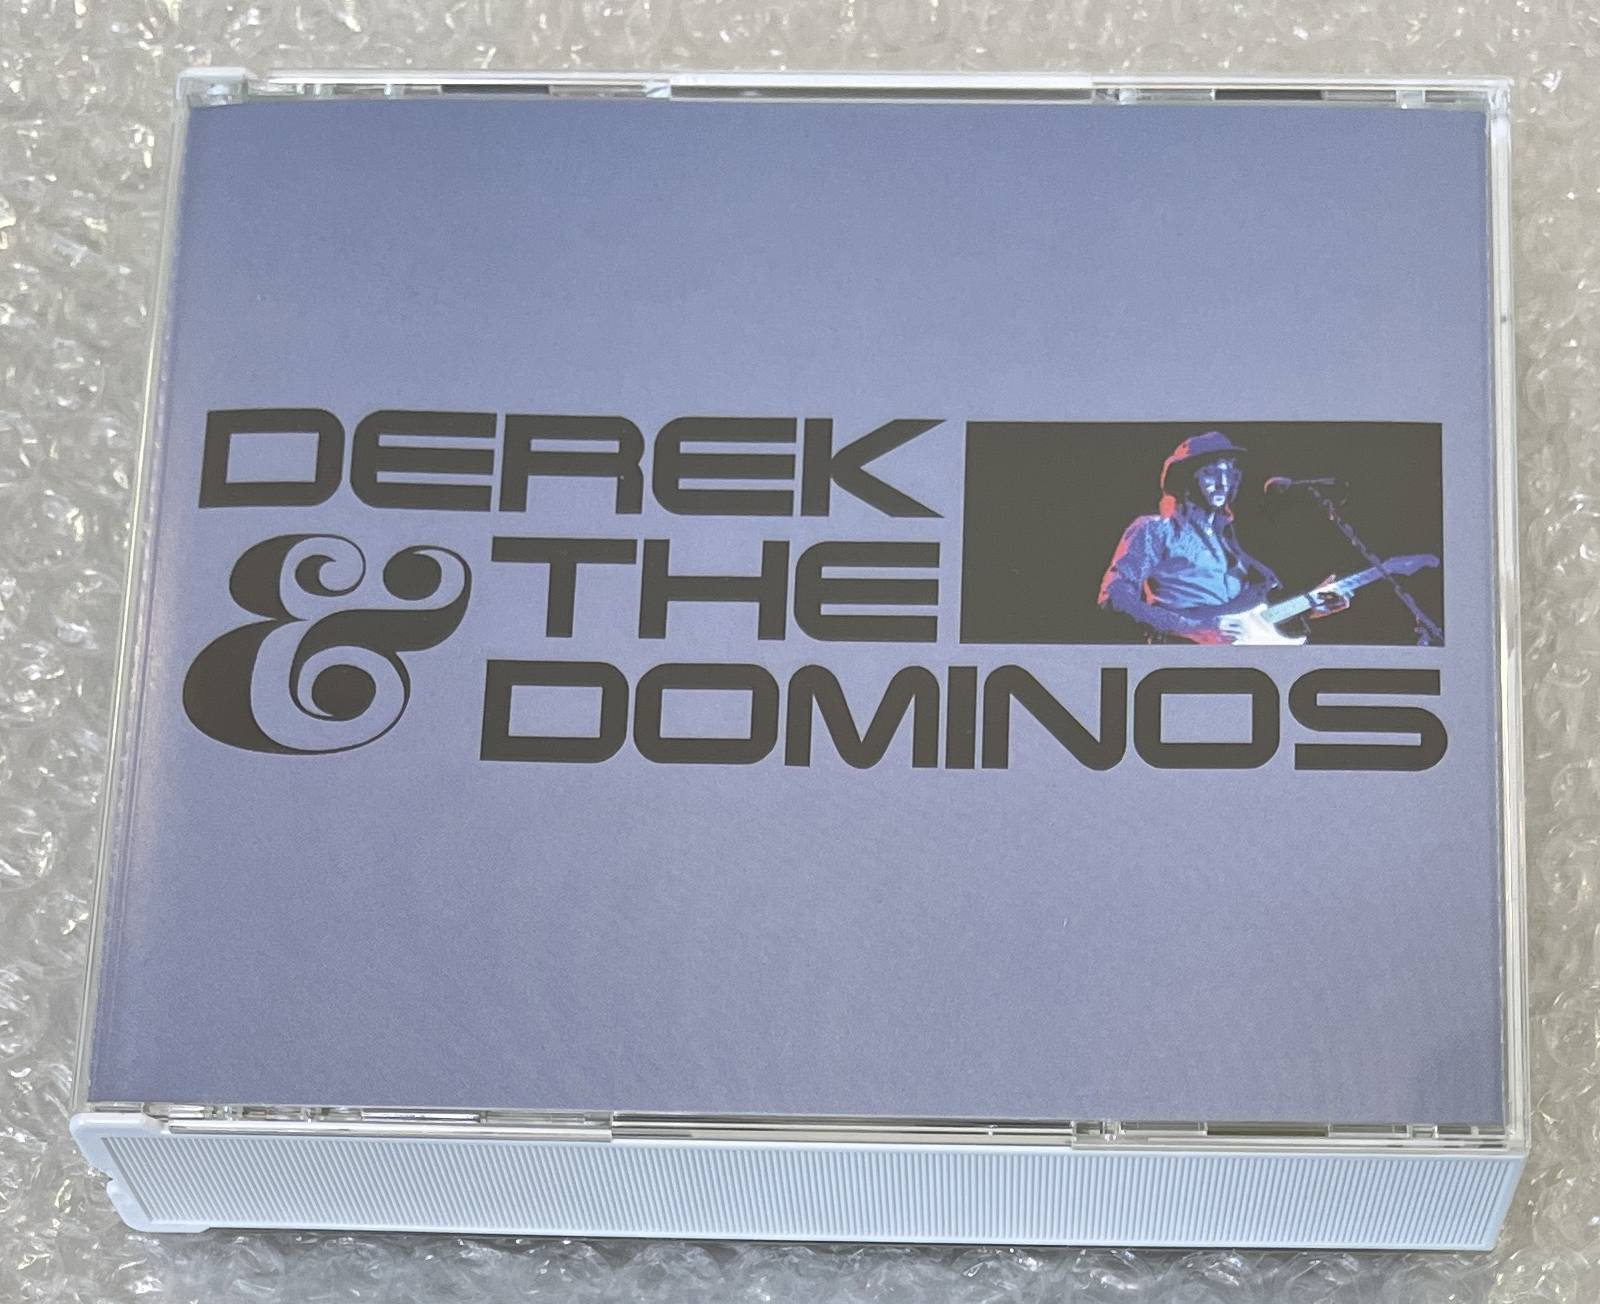 DEREK
& THE
DOMINOS